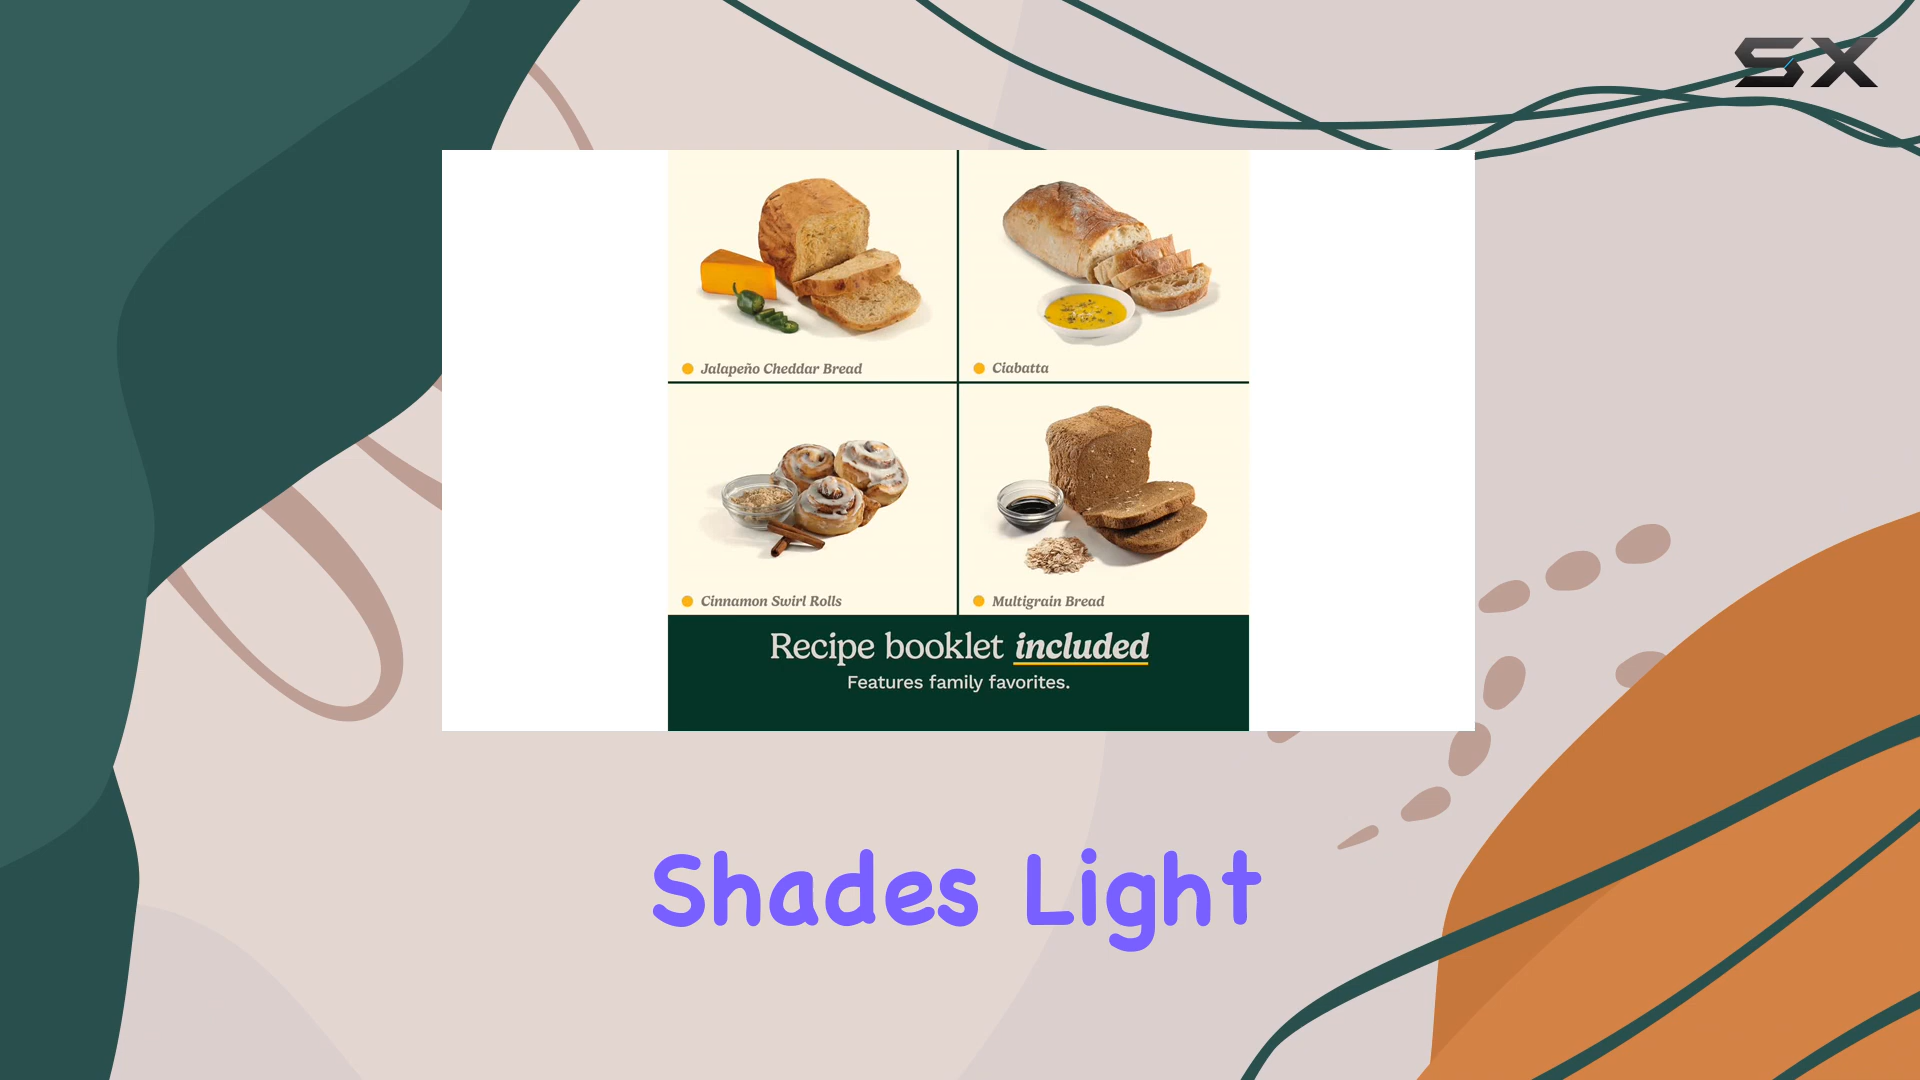 SX
Jalapeño Cheddar Bread
Ciabatta
Cinnamon Swirl Rolls
Multigrain Bread
Recipe booklet included
Features family favorites.
Shades Light